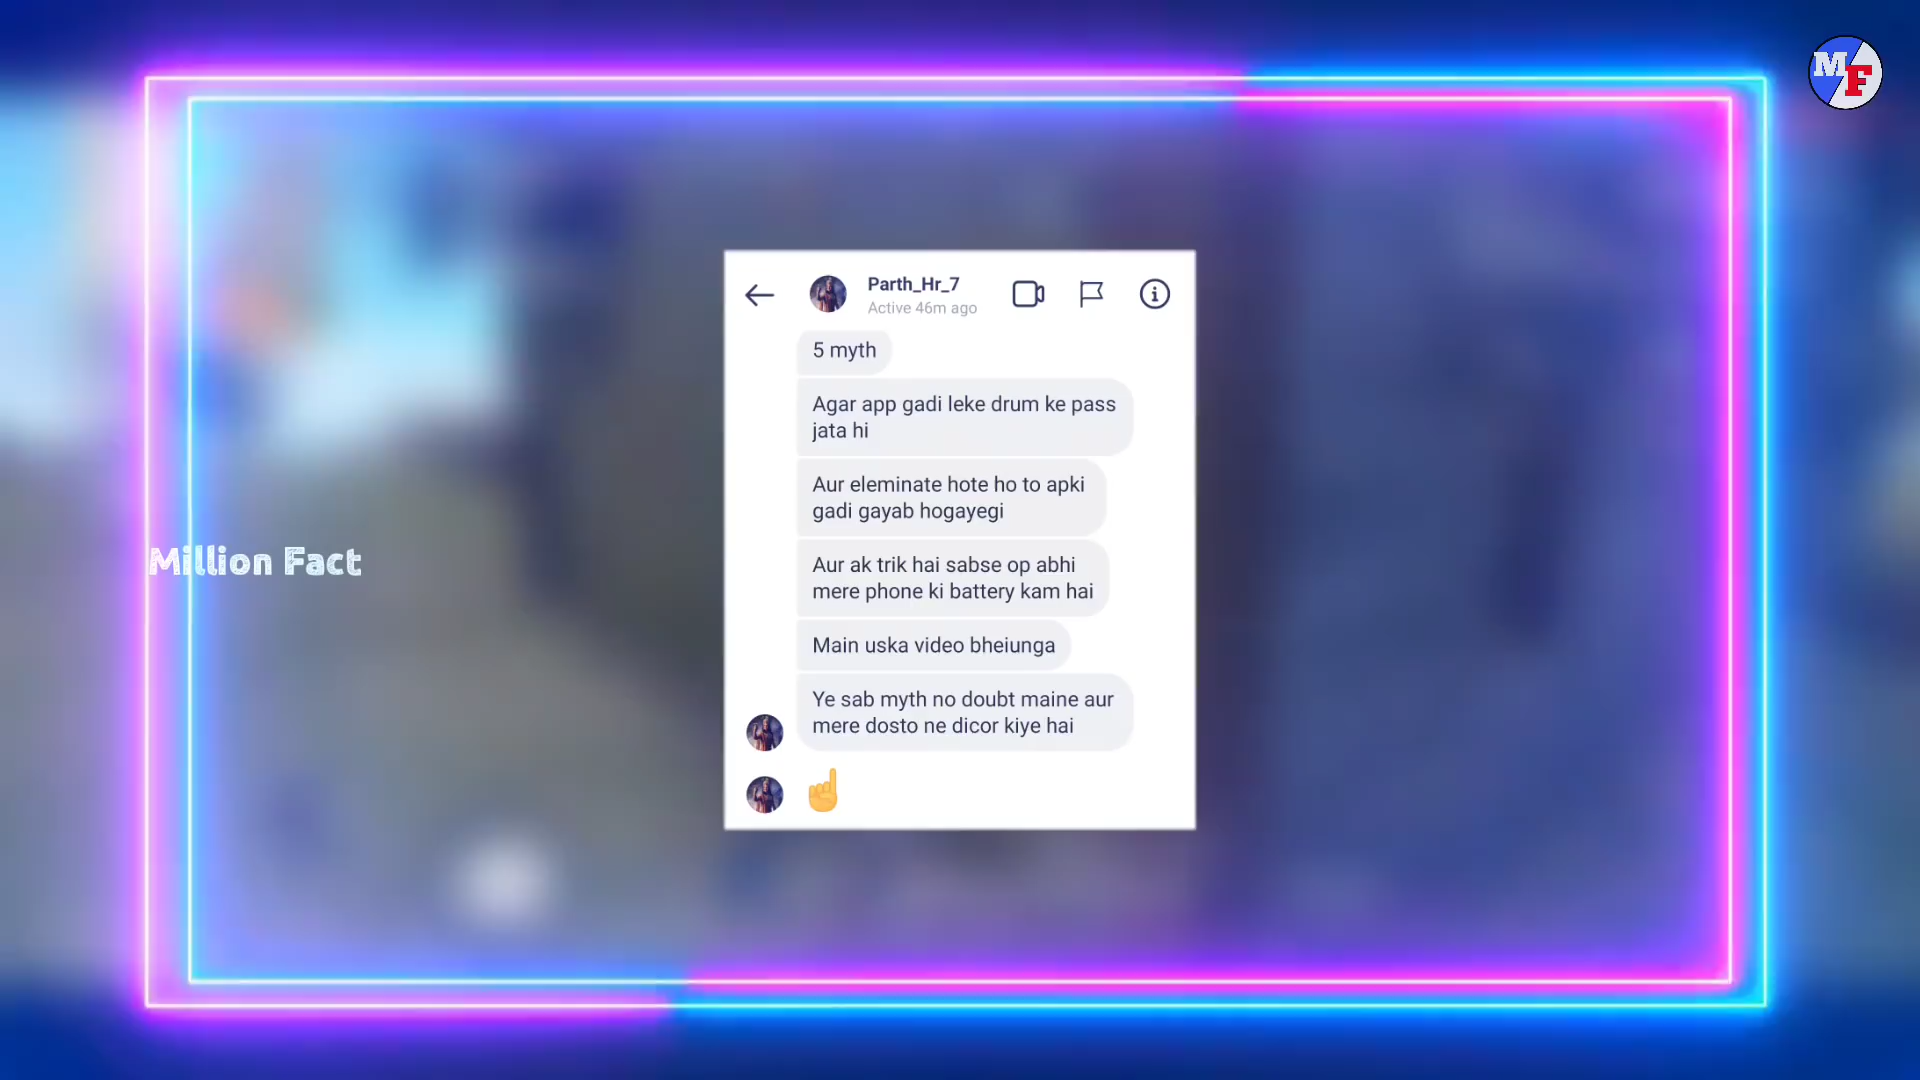 MF
Parth_Hr_7
Active 46m ago
5 myth
Agar app gadi leke drum ke pass
jata hi
Aur eleminate hote ho to apki
gadi gayab hogayegi
Aur ak trik hai sabse op abhi
mere phone ki battery kam hai
Million Fact
Main uska video bheiunga
Ye sab myth no doubt maine aur
mere dosto ne dicor kiye hai